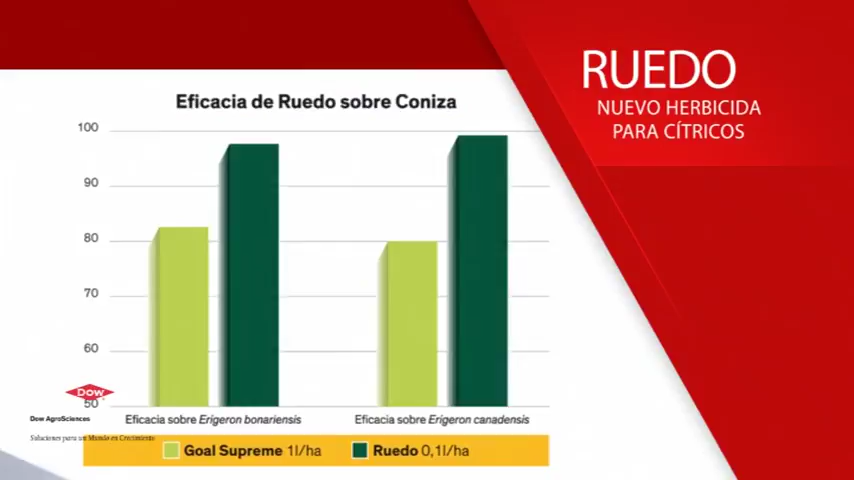 RUEDO
NUEVO HERBICIDA
PARA CÍTRICOS
Eficacia de Ruedo sobre Coniza
100
90
80
70
60
50
Eficacia sobre Erigeron bonariensis
Eficacia sobre Erigeron canadensis
Goal Supreme 1l/ha
Ruedo 0,1l/ha
Dow
Dow AgroSciences
Soluciones para un Mundo en Crecimiento